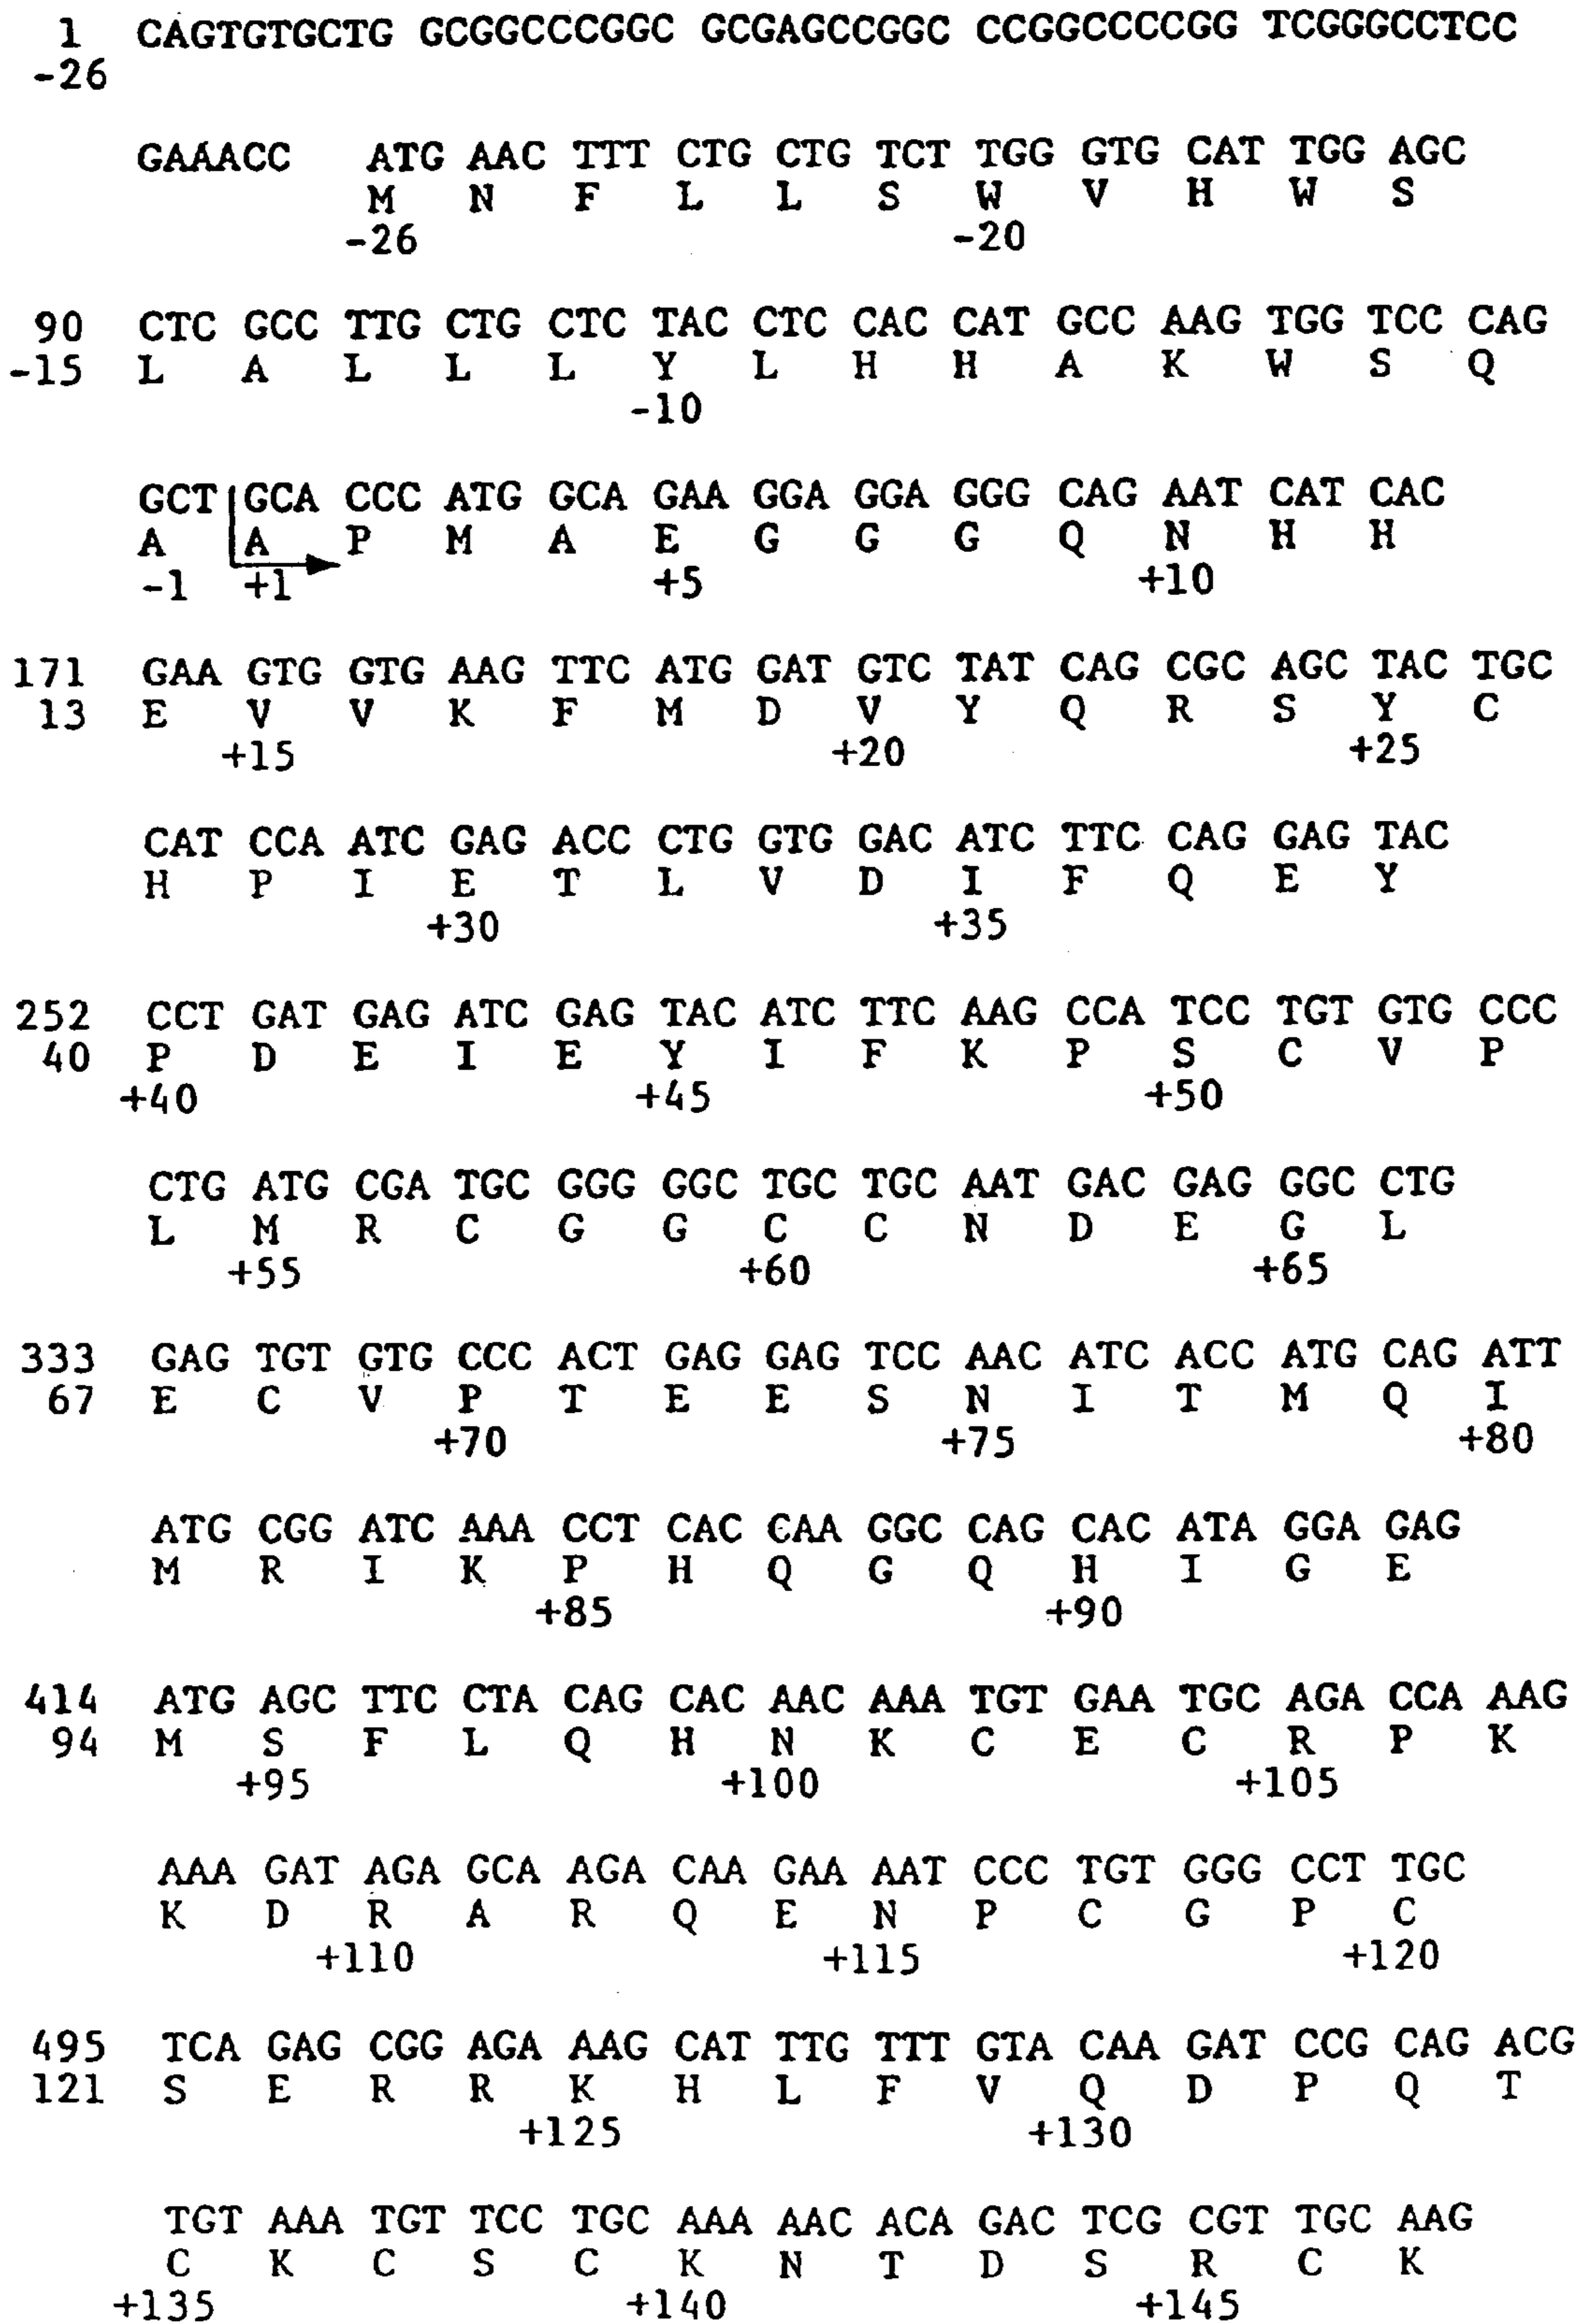 1 CAGTGTGCTG GCGGCCCGGC GCGAGCCGGC CCGGCCCCGG TCGGGCCTCC
-26
GAAACC ATG AAC TTT CTG CTG TCT TGG GTG CAT TGG AGC
M N F L L S W V H W S
-26 -20
90 CTC GCC TTG CTG CTC TAC CTC CAC CAT GCC AAG TGG TCC CAG
-15 L A L L L Y L H H A K W S Q
-10
GCT GCA CCC ATG GCA GAA GGA GGA GGG CAG AAT CAT CAC
A A P M A E G G G Q N H H
-1 +1 +5 +10
171 GAA GTG GTG AAG TTC ATG GAT GTC TAT CAG CGC AGC TAC TGC
13 E V V K F M D V Y Q R S Y C
+15 +20 +25
CAT CCA ATC GAG ACC CTG GTG GAC ATC TTC CAG GAG TAC
H P I E T L V D I F Q E Y
+30 +35
252 CCT GAT GAG ATC GAG TAC ATC TTC AAG CCA TCC TGT GTG CCC
40 P D E I E Y I F K P S C V P
+40 +45 +50
CTG ATG CGA TGC GGG GGC TGC TGC AAT GAC GAG GGC CTG
L M R C G G C C N D E G L
+55 +60 +65
333 GAG TGT GTG CCC ACT GAG GAG TCC AAC ATC ACC ATG CAG ATT
67 E C V P T E E S N I T M Q I
+70 +75 +80
ATG CGG ATC AAA CCT CAC CAA GGC CAG CAC ATA GGA GAG
M R I K P H Q G Q H I G E
+85 +90
414 ATG AGC TTC CTA CAG CAC AAC AAA TGT GAA TGC AGA CCA AAG
94 M S F L Q H N K C E C R P K
+95 +100 +105
AAA GAT AGA GCA AGA CAA GAA AAT CCC TGT GGG CCT TGC
K D R A R Q E N P C G P C
+110 +115 +120
495 TCA GAG CGG AGA AAG CAT TTG TTT GTA CAA GAT CCG CAG ACG
121 S E R R K H L F V Q D P Q T
+125 +130
TGT AAA TGT TCC TGC AAA AAC ACA GAC TCG CGT TGC AAG
C K C S C K N T D S R C K
+135 +140 +145